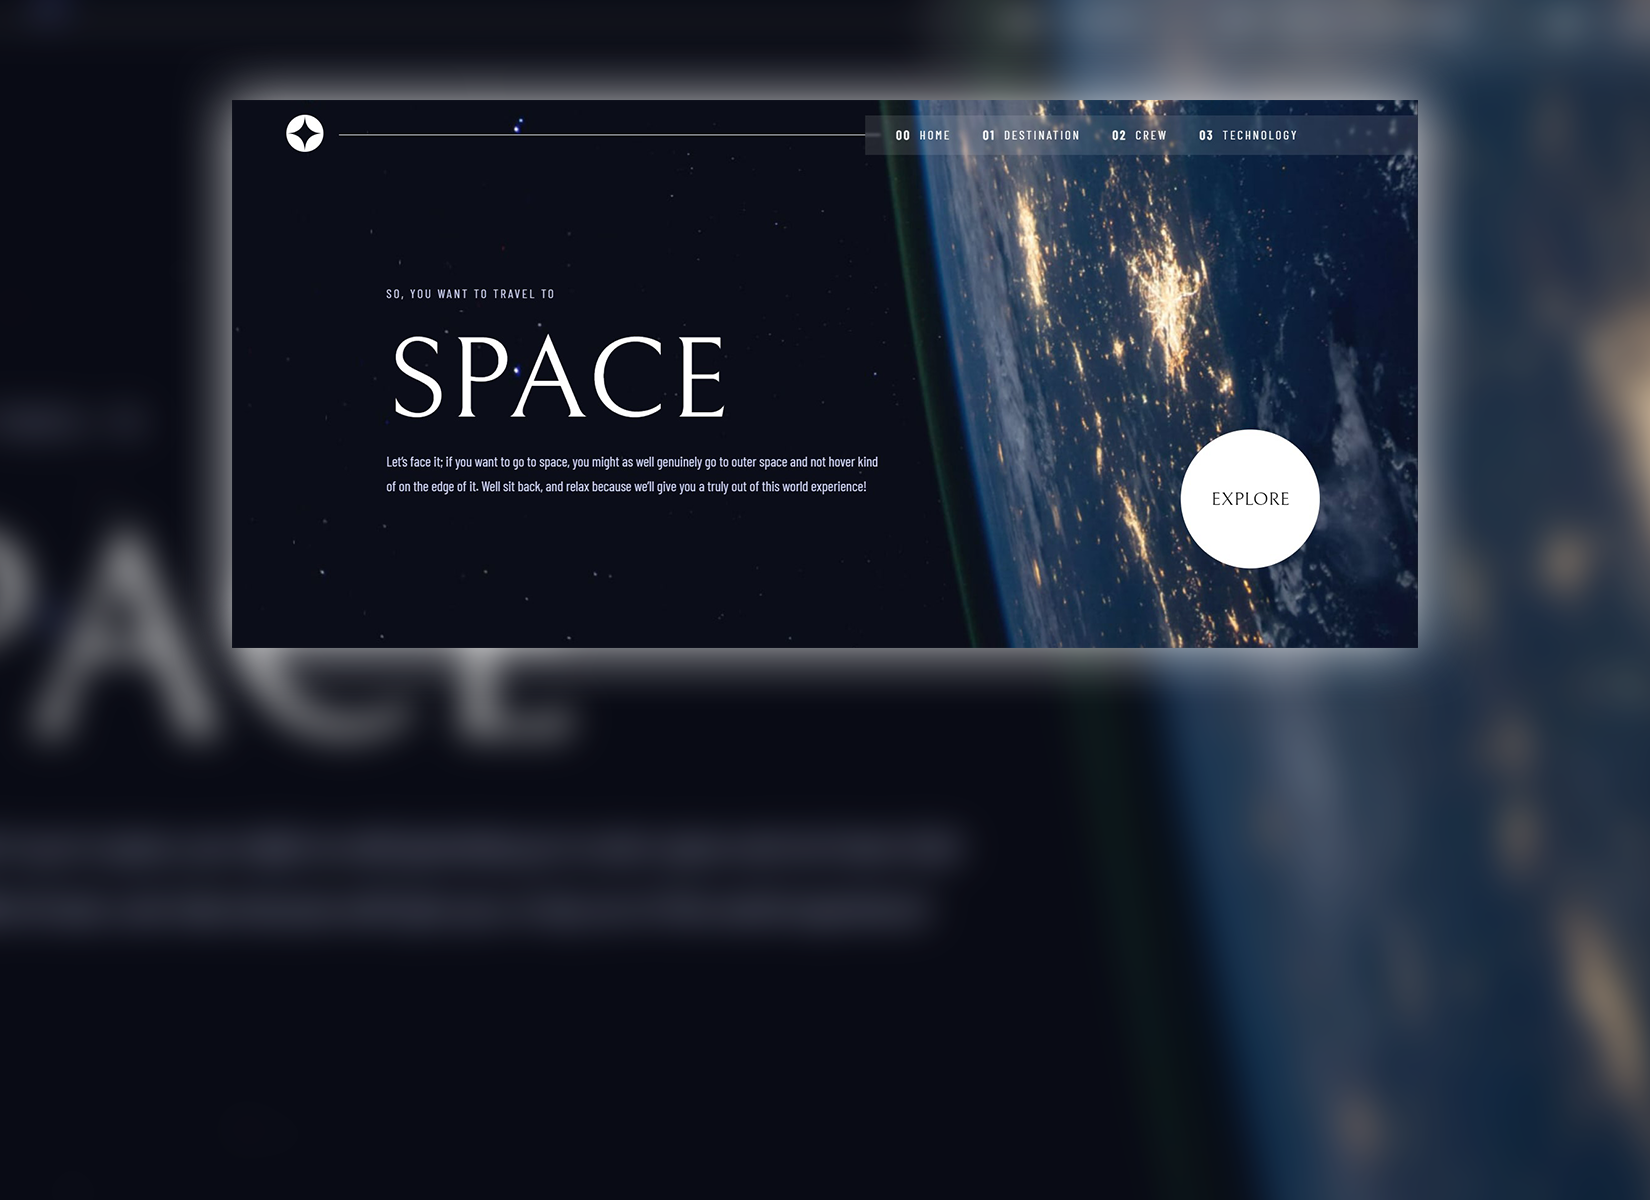 00 HOME 01 DESTINATION 02 CREW 03 TECHNOLOGY
SO, YOU WANT TO TRAVEL TO
SPACE
Let's face it; if you want to go to space, you might as well genuinely go to outer space and not hover kind
of on the edge of it. Well sit back, and relax because we'll give you a truly out of this world experience!
EXPLORE